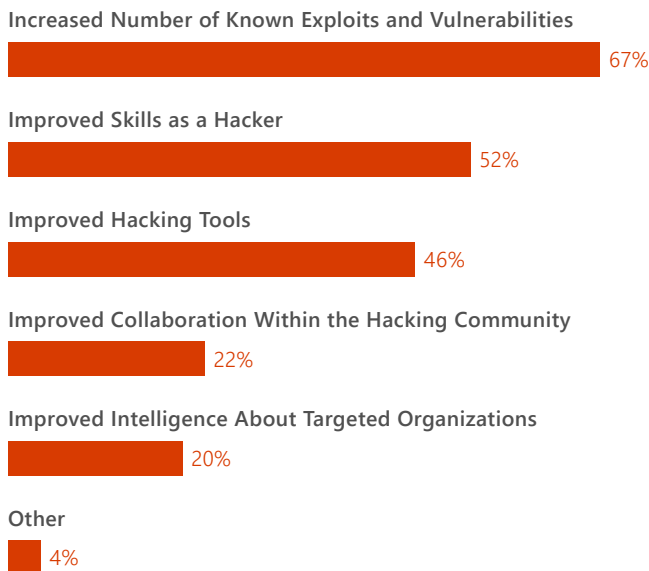 Increased Number of Known Exploits and Vulnerabilities
67%
Improved Skills as a Hacker
52%
Improved Hacking Tools
46%
Improved Collaboration Within the Hacking Community
22%
Improved Intelligence About Targeted Organizations
20%
Other
4%